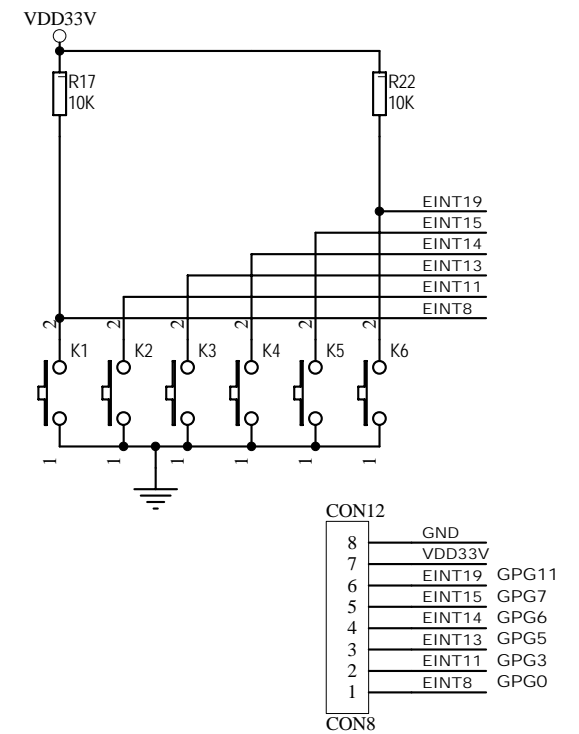 VDD33V
R17
10K
R22
10K
EINT19
EINT15
EINT14
EINT13
EINT11
EINT8
2 2 2 2 2 2
K1 K2 K3 K4 K5 K6
1 1 1 1 1 1
CON12
8 GND
7 VDD33V
6 EINT19 GPG11
5 EINT15 GPG7
4 EINT14 GPG6
3 EINT13 GPG5
2 EINT11 GPG3
1 EINT8 GPG0
CON8